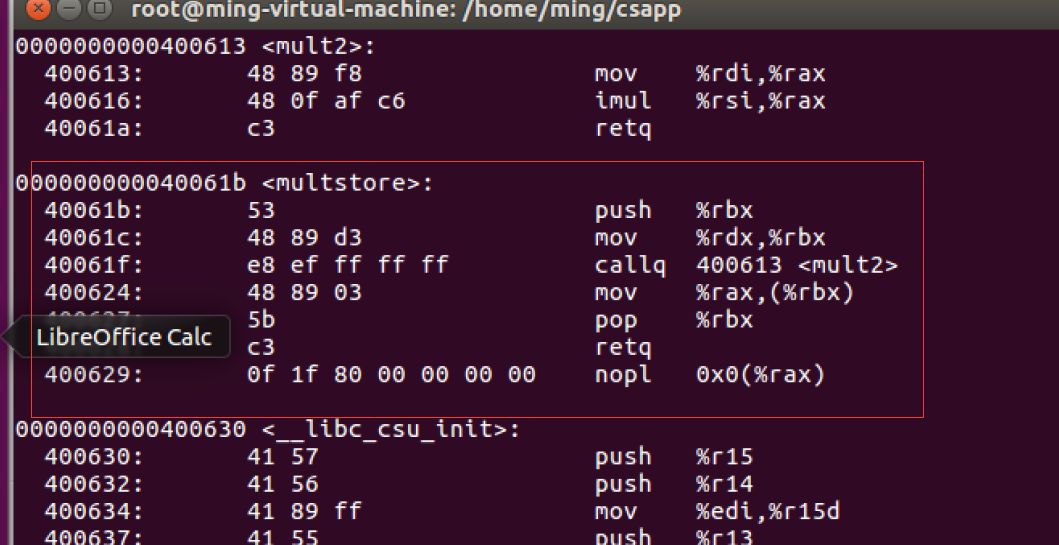 root@ming-virtual-machine: /home/ming/csapp
0000000000400613 <mult2>:
400613: 48 89 f8 mov %rdi,%rax
400616: 48 0f af c6 imul %rsi,%rax
40061a: c3 retq
000000000040061b <multstore>:
40061b: 53 push %rbx
40061c: 48 89 d3 mov %rdx,%rbx
40061f: e8 ef ff ff ff callq 400613 <mult2>
400624: 48 89 03 mov %rax,(%rbx)
400627: 5b pop %rbx
LibreOffice Calc
c3 retq
400629: 0f 1f 80 00 00 00 00 nopl 0x0(%rax)
0000000000400630 <__libc_csu_init>:
400630: 41 57 push %r15
400632: 41 56 push %r14
400634: 41 89 ff mov %edi,%r15d
400637: 41 55 push %r13